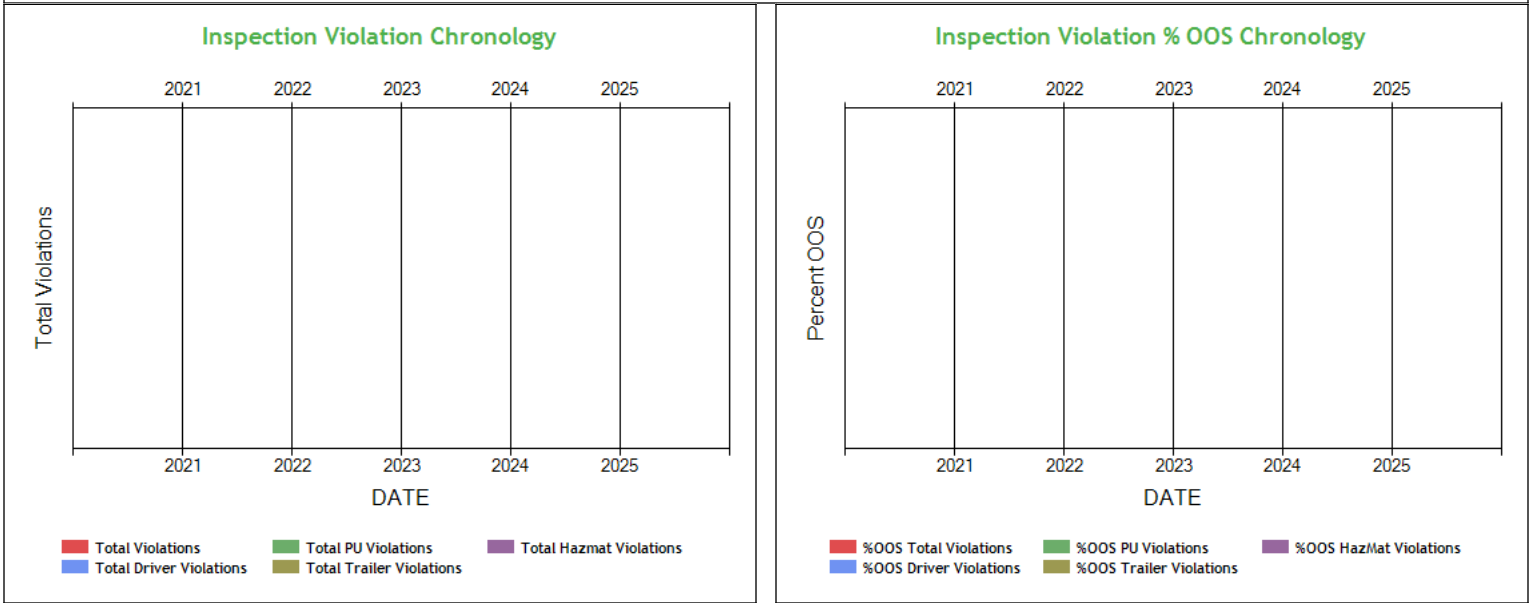 Inspection Violation Chronology
2021 2022 2023 2024 2025
Total Violations
2021 2022 2023 2024 2025
DATE
Total Violations Total PU Violations Total Hazmat Violations
Total Driver Violations Total Trailer Violations
Inspection Violation % OOS Chronology
2021 2022 2023 2024 2025
Percent OOS
2021 2022 2023 2024 2025
DATE
%OOS Total Violations %OOS PU Violations %OOS HazMat Violations
%OOS Driver Violations %OOS Trailer Violations